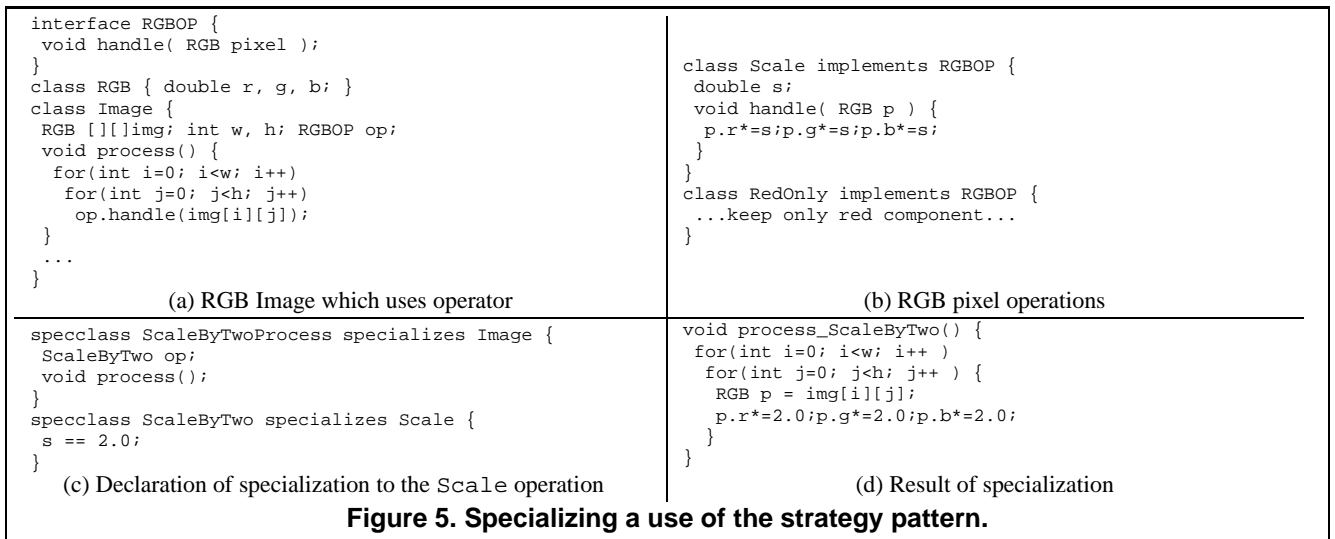 interface RGBOP {
 void handle( RGB pixel );
}
class RGB { double r, g, b; }
class Image {
 RGB [][]img; int w, h; RGBOP op;
 void process() {
  for(int i=0; i<w; i++)
   for(int j=0; j<h; j++)
    op.handle(img[i][j]);
 }
 ...
}
(a) RGB Image which uses operator
class Scale implements RGBOP {
 double s;
 void handle( RGB p ) {
  p.r*=s;p.g*=s;p.b*=s;
 }
}
class RedOnly implements RGBOP {
 ...keep only red component...
}
(b) RGB pixel operations
specclass ScaleByTwoProcess specializes Image {
 ScaleByTwo op;
 void process();
}
specclass ScaleByTwo specializes Scale {
 s == 2.0;
}
(c) Declaration of specialization to the Scale operation
void process_ScaleByTwo() {
 for(int i=0; i<w; i++ )
  for(int j=0; j<h; j++ ) {
   RGB p = img[i][j];
   p.r*=2.0;p.g*=2.0;p.b*=2.0;
  }
}
(d) Result of specialization
Figure 5. Specializing a use of the strategy pattern.